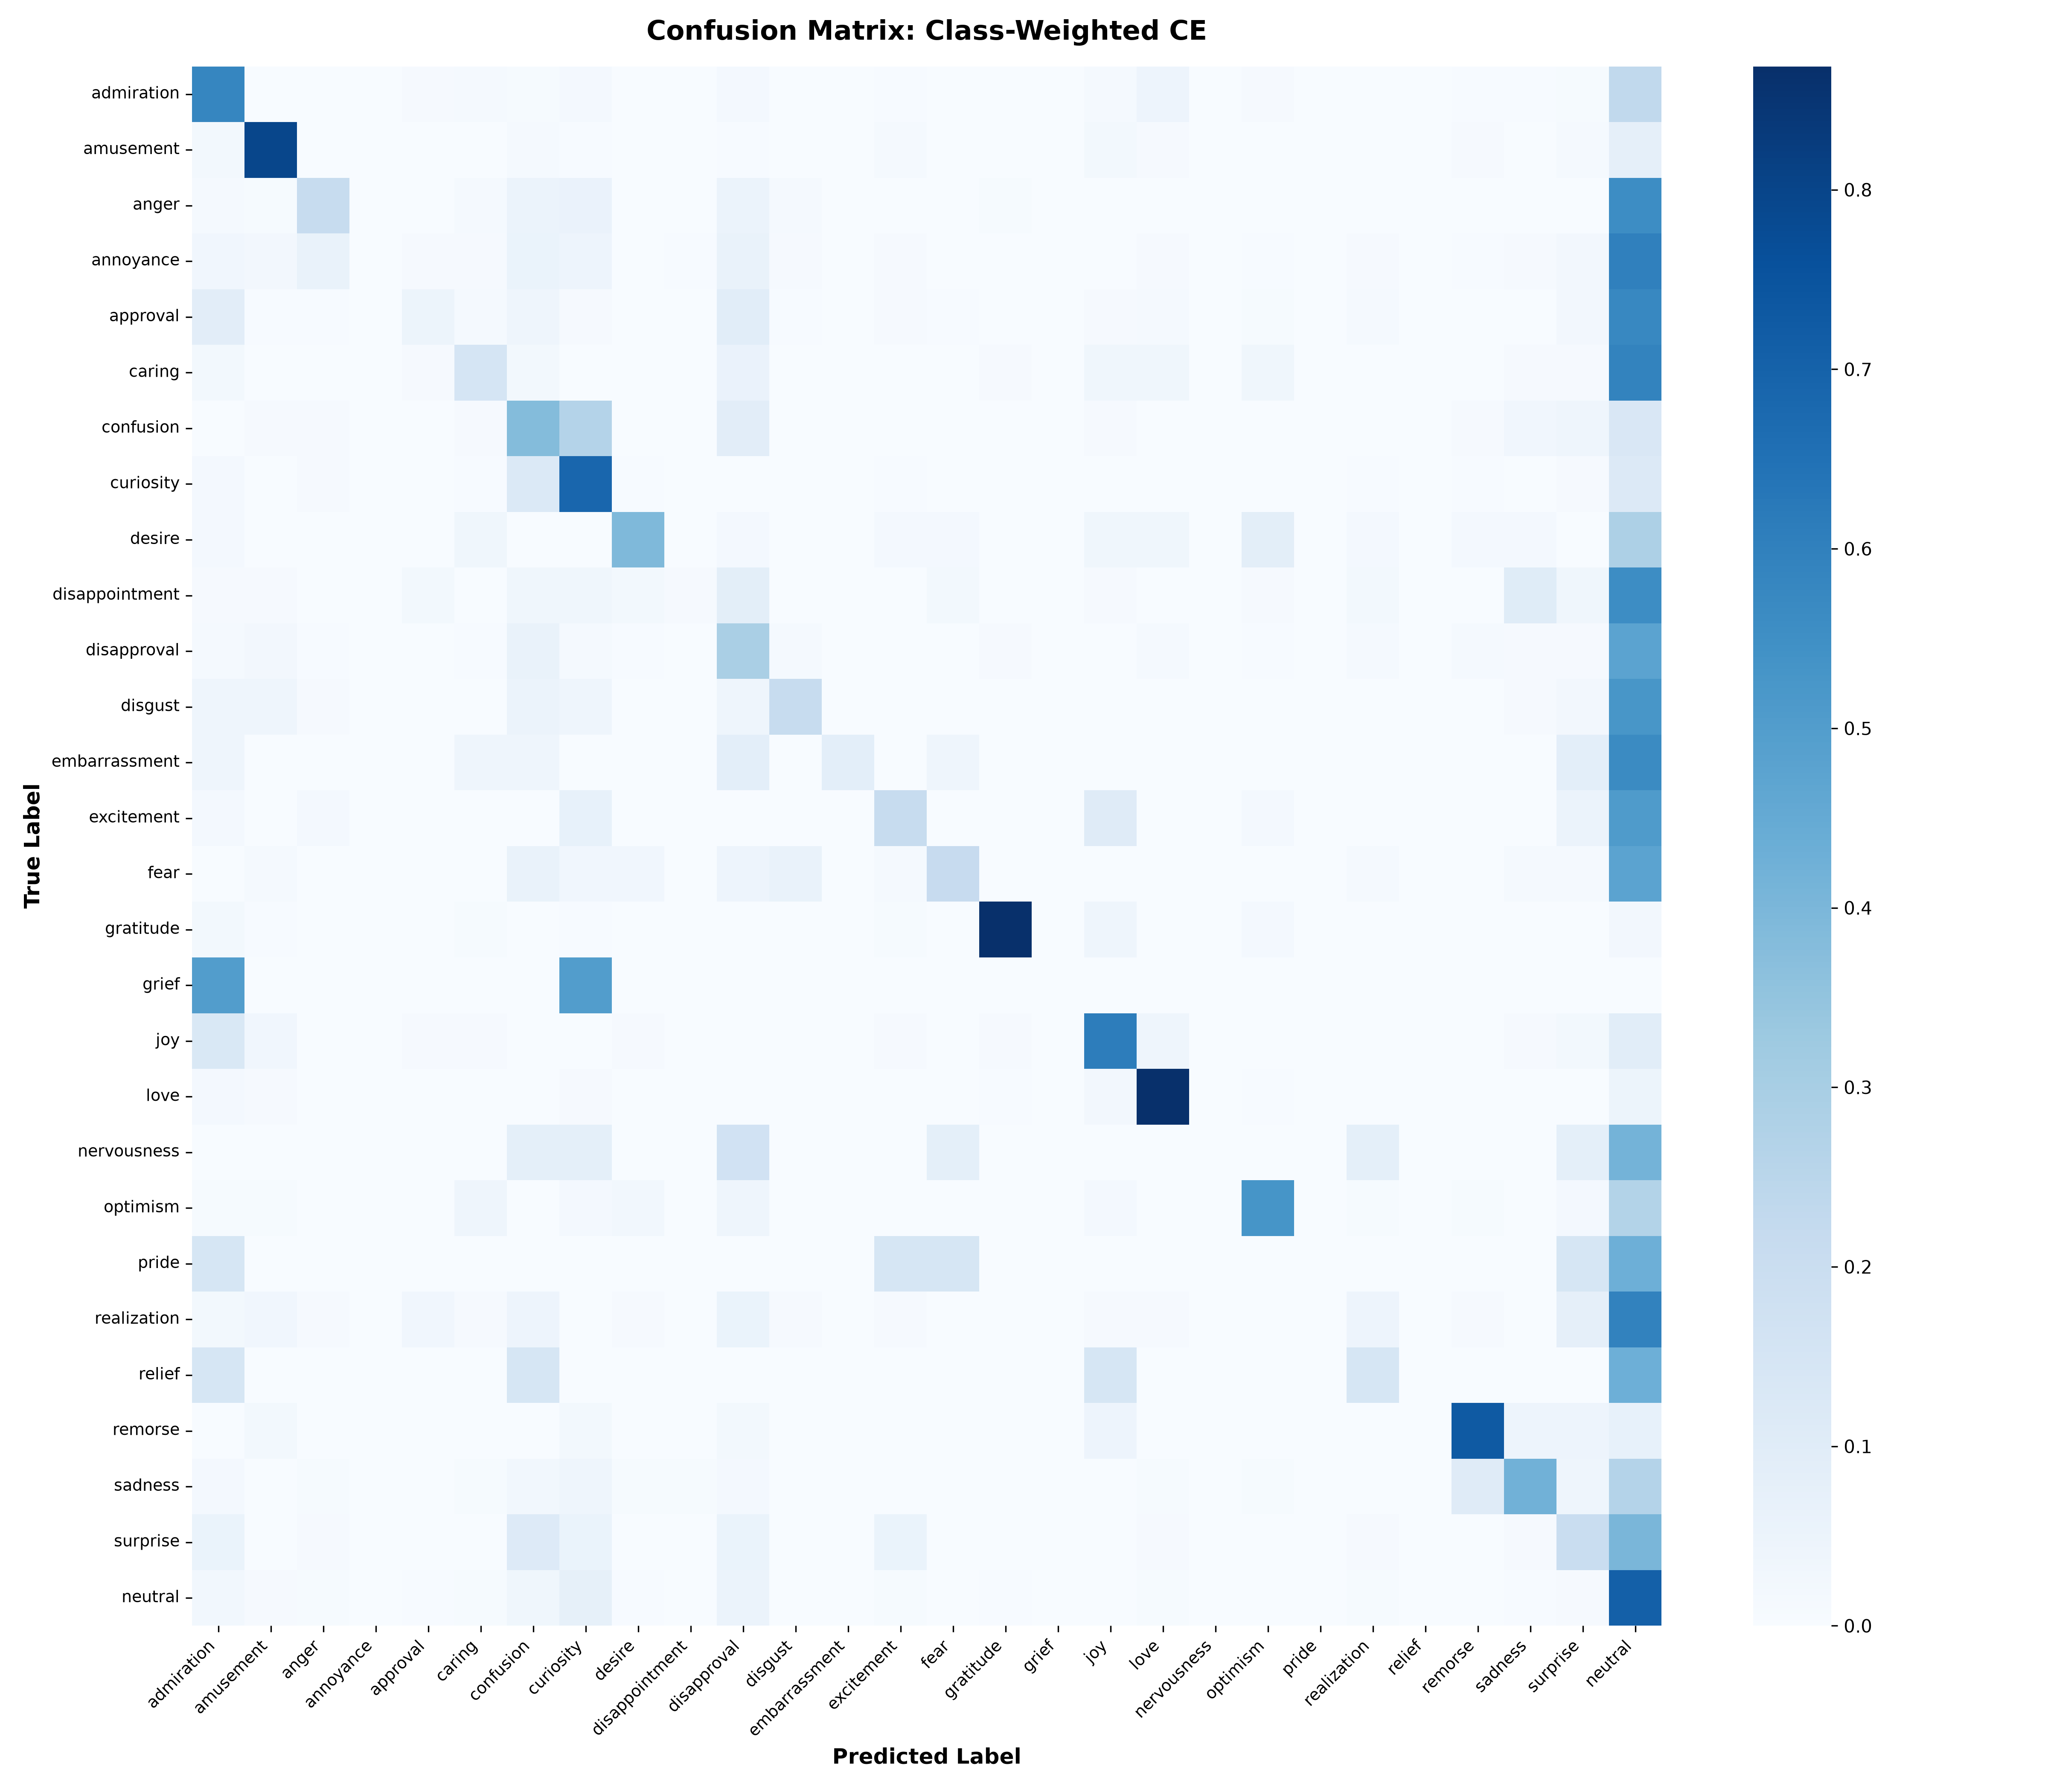 Confusion Matrix: Class-Weighted CE
True Label
admiration
amusement
anger
annoyance
approval
caring
confusion
curiosity
desire
disappointment
disapproval
disgust
embarrassment
excitement
fear
gratitude
grief
joy
love
nervousness
optimism
pride
realization
relief
remorse
sadness
surprise
neutral
admiration
amusement
anger
annoyance
approval
caring
confusion
curiosity
desire
disappointment
disapproval
disgust
embarrassment
excitement
fear
gratitude
grief
joy
love
nervousness
optimism
pride
realization
relief
remorse
sadness
surprise
neutral
Predicted Label
0.8
0.7
0.6
0.5
0.4
0.3
0.2
0.1
0.0